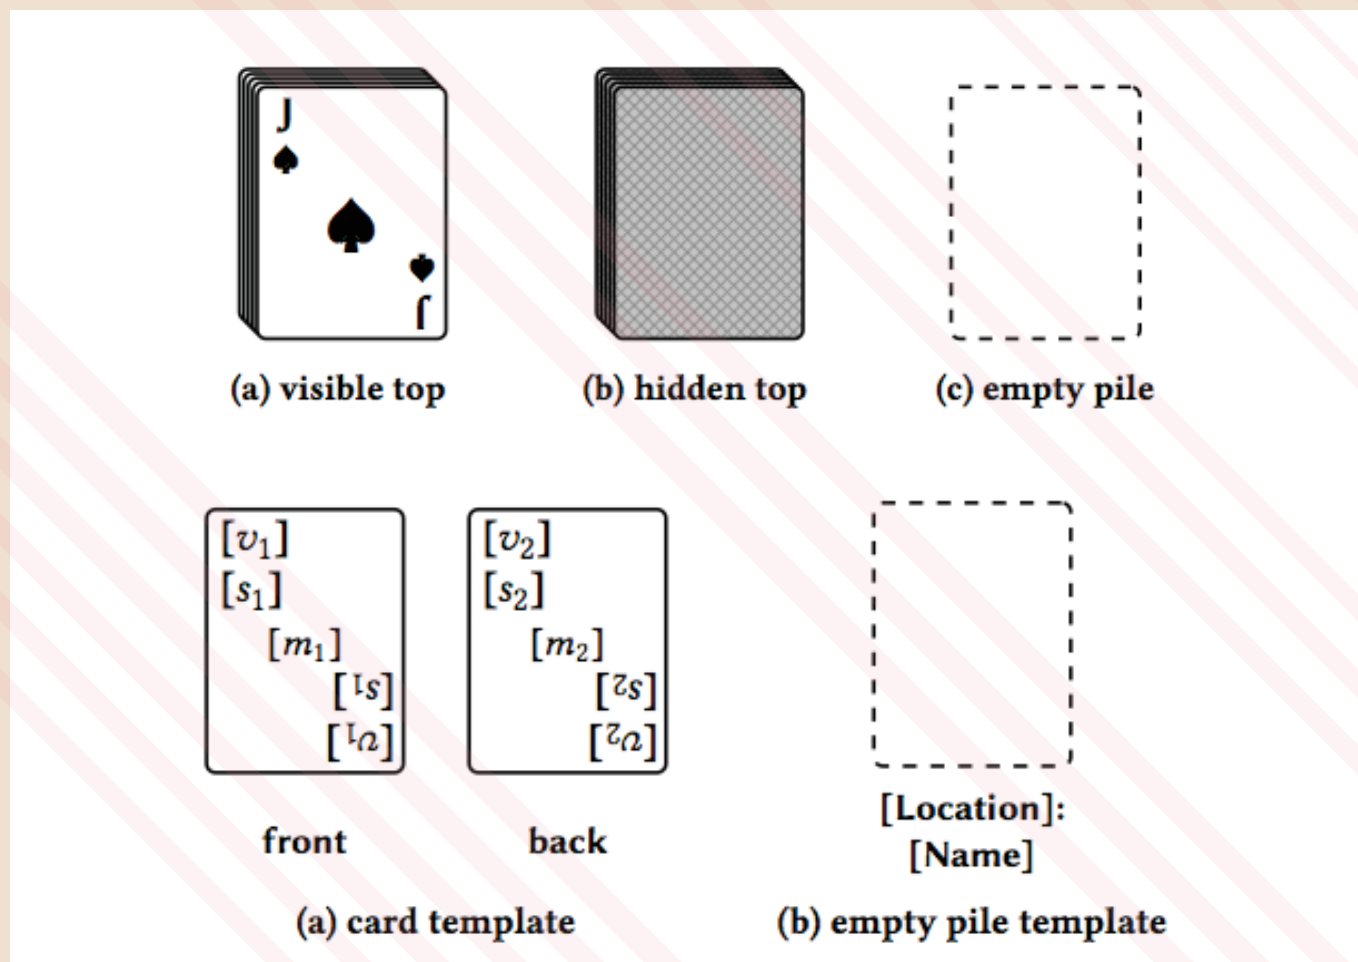 J
J
(a) visible top
(b) hidden top
(c) empty pile
[v1]
[s1]
[m1]
[s1]
[v1]
front
[v2]
[s2]
[m2]
[s2]
[v2]
back
[Location]:
[Name]
(a) card template
(b) empty pile template